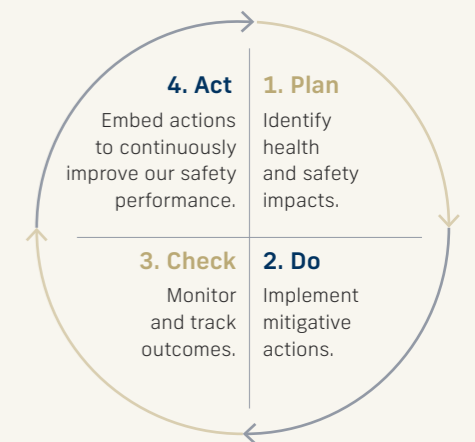 4. Act
Embed actions
to continuously
improve our safety
performance.
1. Plan
Identify
health
and safety
impacts.
3. Check
Monitor
and track
outcomes.
2. Do
Implement
mitigative
actions.